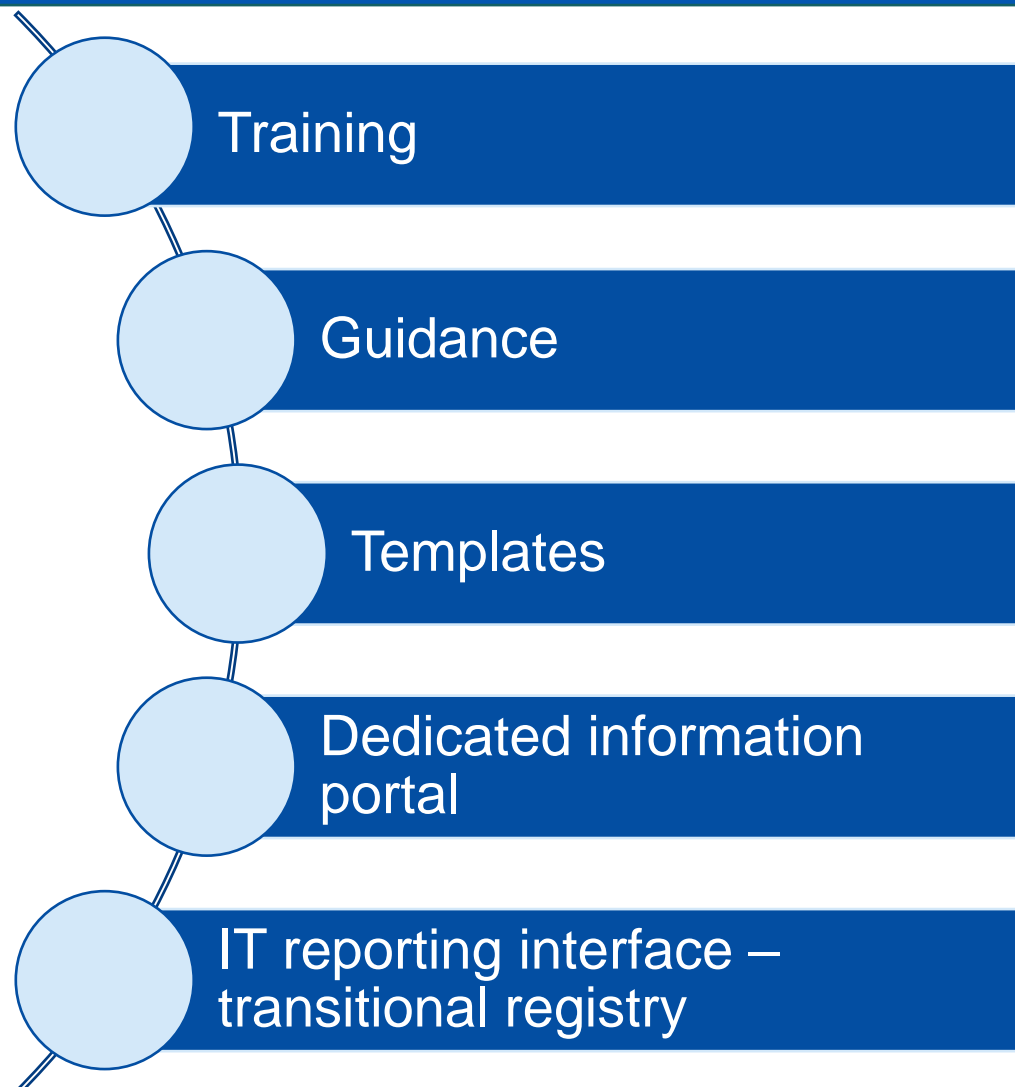 Training
Guidance
Templates
Dedicated information
portal
IT reporting interface –
transitional registry